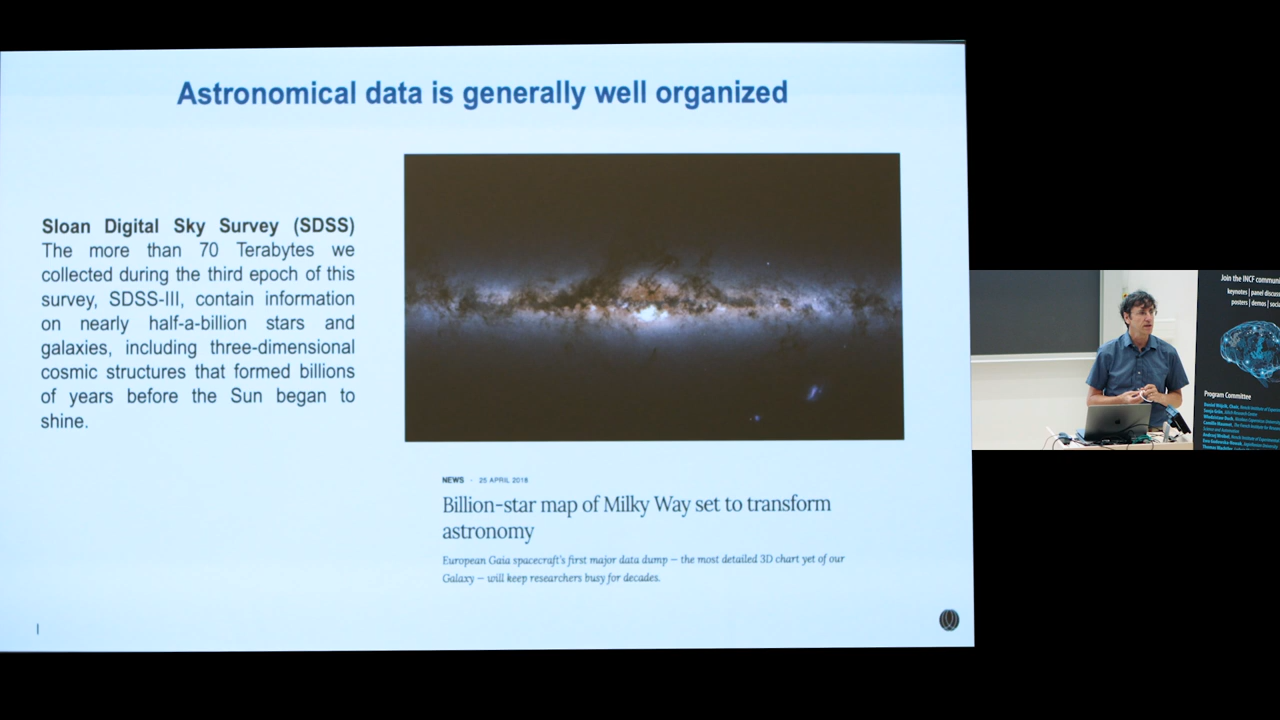 Astronomical data is generally well organized
Sloan Digital Sky Survey (SDSS)
The more than 70 Terabytes we
collected during the third epoch of this
survey, SDSS-III, contain information
on nearly half-a-billion stars and
galaxies, including three-dimensional
cosmic structures that formed billions
of years before the Sun began to
shine.
NEWS - 25 APRIL 2018
Billion-star map of Milky Way set to transform
astronomy
European Gaia spacecraft's first major data dump — the most detailed 3D chart yet of our
Galaxy — will keep researchers busy for decades.
Join the INCF communi
keynotes | panel discus
posters | demos | socia
Program Committee